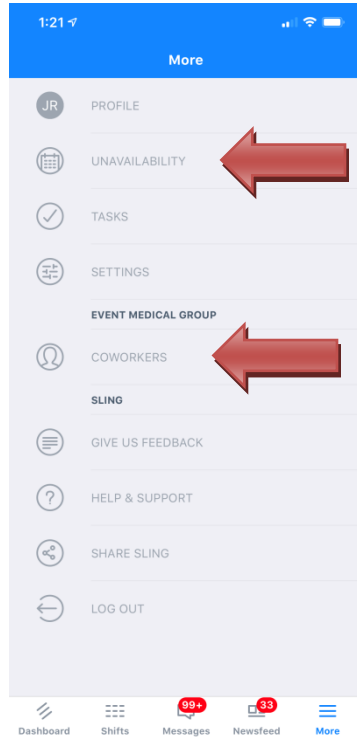 1:21
More
JR PROFILE
UNAVAILABILITY
TASKS
SETTINGS
EVENT MEDICAL GROUP
COWORKERS
SLING
GIVE US FEEDBACK
? HELP & SUPPORT
SHARE SLING
LOG OUT
99+ 33
Dashboard Shifts Messages Newsfeed More